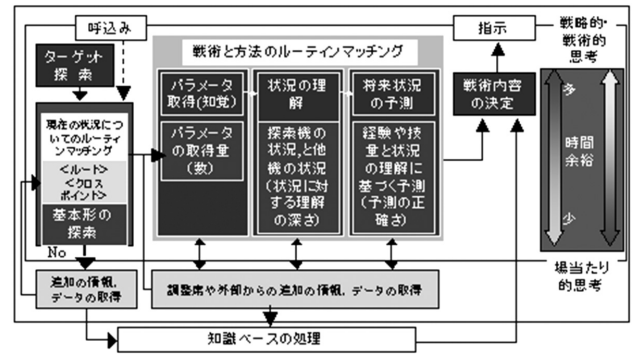 呼込み
指示
戦略的・
戦術的
思考
ターゲット
探索
戦術と方法のルーティンマッチング
パラメータ
取得(知覚)
状況の理
解
将来状況
の予測
戦術内容
の決定
現在の状況につ
いてのルーティ
ンマッチング
<ルート>
<クロス
ポイント>
基本形の
探索
パラメータ
の取得量
(数)
探索機の
状況,と他
機の状況
(状況に対
する理解
の深さ)
経験や技
量と状況
の理解に
基づく予測
(予測の正
確さ)
多
時間
余裕
少
No
追加の情報,
データの取得
調整席や外部からの追加の情報,データの取得
場当たり
的思考
知識ベースの処理